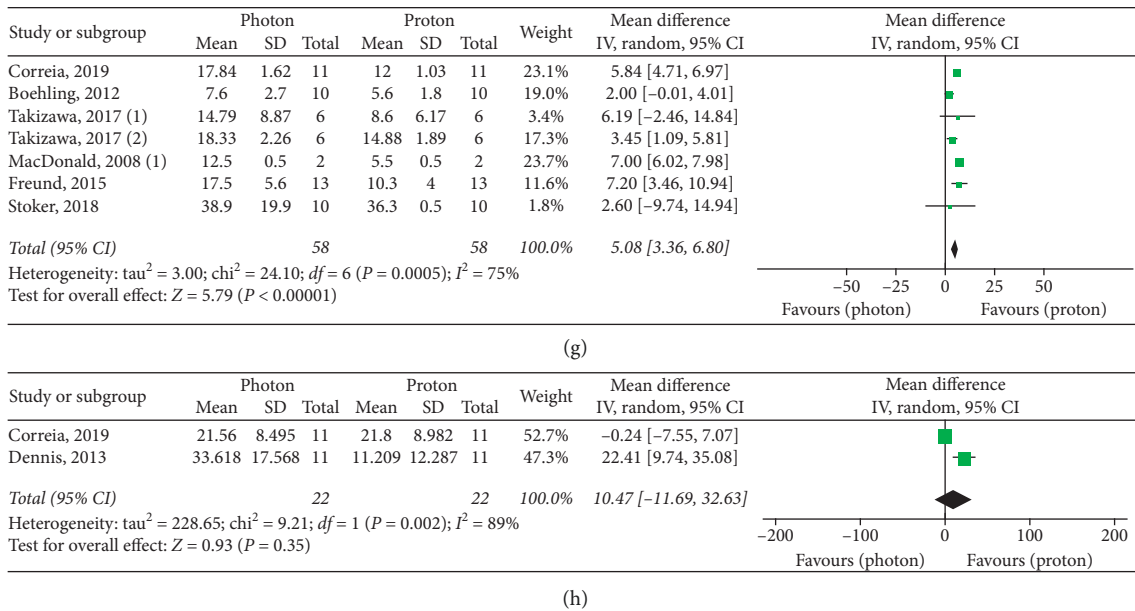 Study or subgroup Photon Proton Weight Mean difference Mean difference
Mean SD Total Mean SD Total IV, random, 95% CI IV, random, 95% CI
Correia, 2019 17.84 1.62 11 12 1.03 11 23.1% 5.84 [4.71, 6.97]
Boehling, 2012 7.6 2.7 10 5.6 1.8 10 19.0% 2.00 [–0.01, 4.01]
Takizawa, 2017 (1) 14.79 8.87 6 8.6 6.17 6 3.4% 6.19 [–2.46, 14.84]
Takizawa, 2017 (2) 18.33 2.26 6 14.88 1.89 6 17.3% 3.45 [1.09, 5.81]
MacDonald, 2008 (1) 12.5 0.5 2 5.5 0.5 2 23.7% 7.00 [6.02, 7.98]
Freund, 2015 17.5 5.6 13 10.3 4 13 11.6% 7.20 [3.46, 10.94]
Stoker, 2018 38.9 19.9 10 36.3 0.5 10 1.8% 2.60 [–9.74, 14.94]
Total (95% CI) 58 58 100.0% 5.08 [3.36, 6.80]
Heterogeneity: tau² = 3.00; chi² = 24.10; df = 6 (P = 0.0005); I² = 75%
Test for overall effect: Z = 5.79 (P < 0.00001)
–50 –25 0 25 50
Favours (photon) Favours (proton)
(g)
Study or subgroup Photon Proton Weight Mean difference Mean difference
Mean SD Total Mean SD Total IV, random, 95% CI IV, random, 95% CI
Correia, 2019 21.56 8.495 11 21.8 8.982 11 52.7% –0.24 [–7.55, 7.07]
Dennis, 2013 33.618 17.568 11 11.209 12.287 11 47.3% 22.41 [9.74, 35.08]
Total (95% CI) 22 22 100.0% 10.47 [–11.69, 32.63]
Heterogeneity: tau² = 228.65; chi² = 9.21; df = 1 (P = 0.002); I² = 89%
Test for overall effect: Z = 0.93 (P = 0.35)
–200 –100 0 100 200
Favours (photon) Favours (proton)
(h)